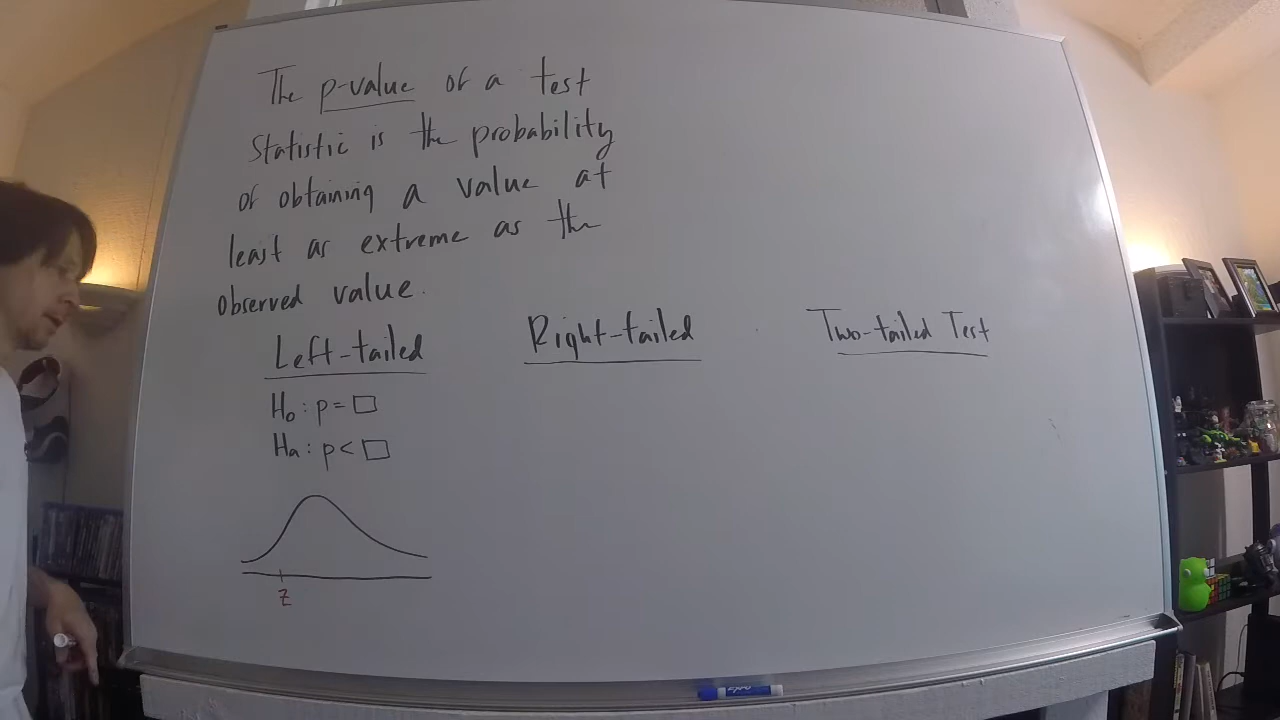 The p-value of a test
Statistic is the probability
of obtaining a value at
least as extreme as the
observed value.
Left-tailed
Right-tailed
Two-tailed Test
H₀: p = □
Ha: p < □
z
EXPO